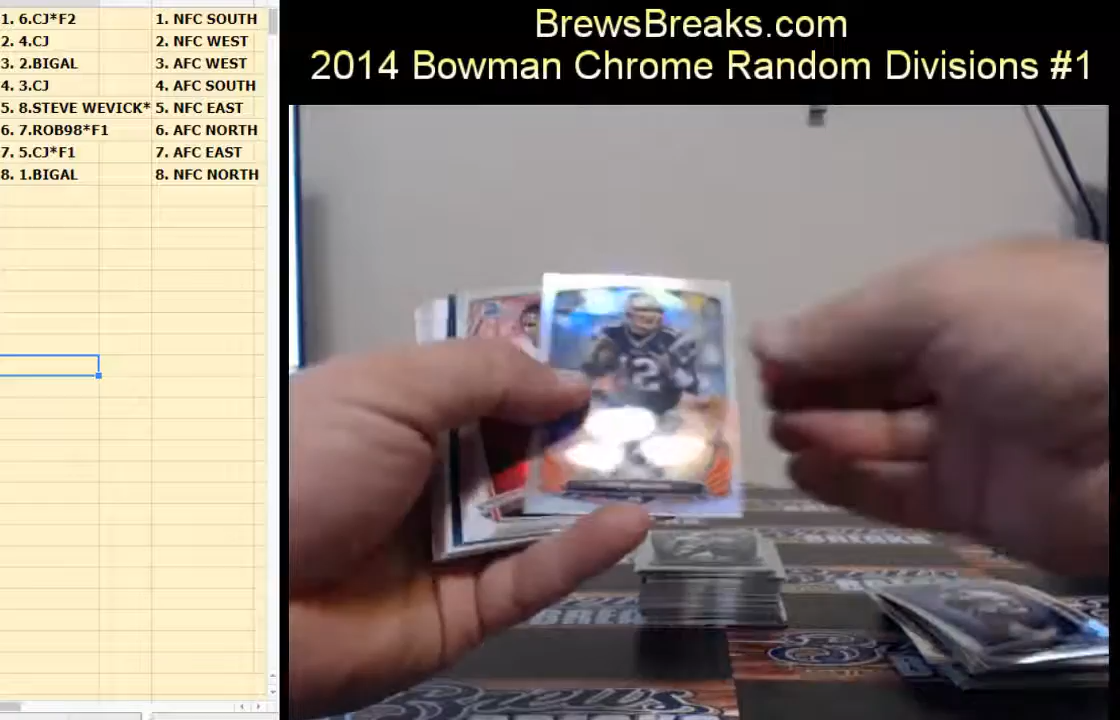 BrewsBreaks.com
2014 Bowman Chrome Random Divisions #1
1. 6.CJ*F2 1. NFC SOUTH
2. 4.CJ 2. NFC WEST
3. 2.BIGAL 3. AFC WEST
4. 3.CJ 4. AFC SOUTH
5. 8.STEVE WEVICK* 5. NFC EAST
6. 7.ROB98*F1 6. AFC NORTH
7. 5.CJ*F1 7. AFC EAST
8. 1.BIGAL 8. NFC NORTH
12